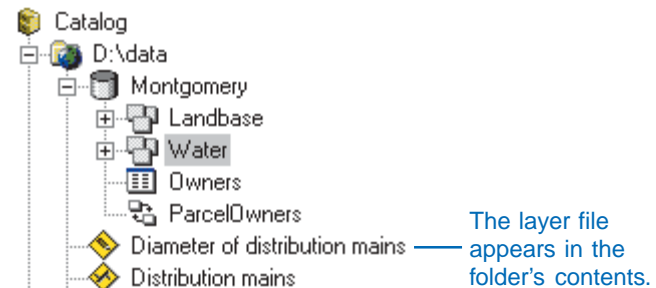 Catalog
D:\data
Montgomery
Landbase
Water
Owners
ParcelOwners
Diameter of distribution mains
Distribution mains
The layer file
appears in the
folder's contents.